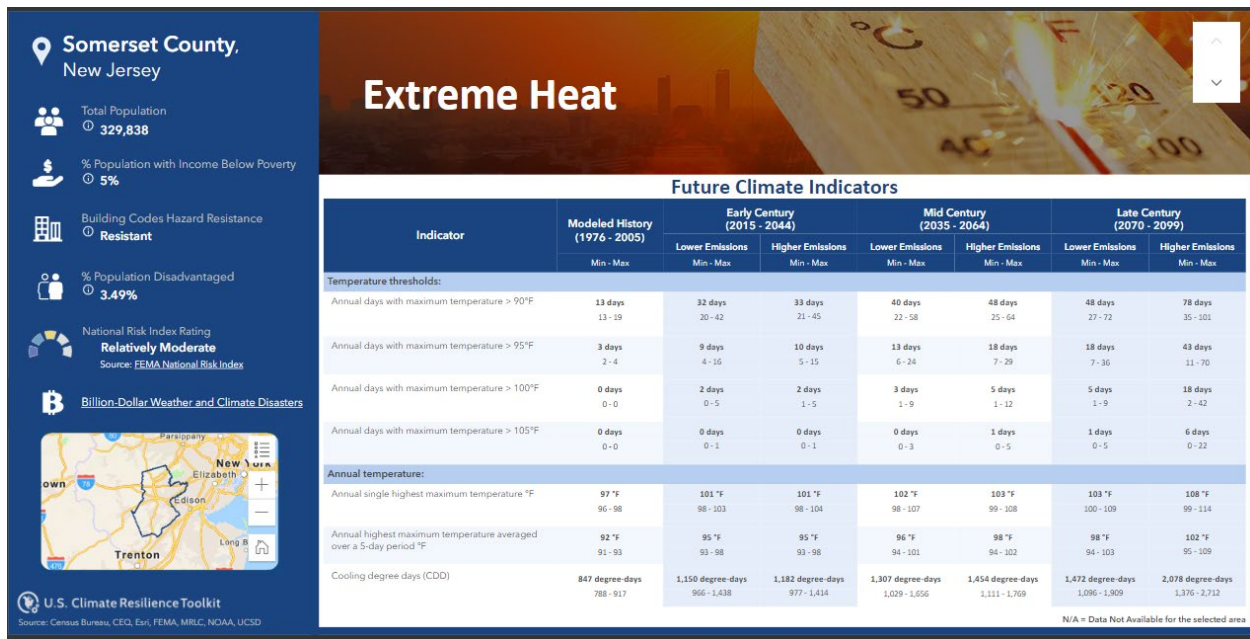 Somerset County,
New Jersey
Total Population
329,838
% Population with Income Below Poverty
5%
Building Codes Hazard Resistance
Resistant
% Population Disadvantaged
3.49%
National Risk Index Rating
Relatively Moderate
Source: FEMA National Risk Index
Billion-Dollar Weather and Climate Disasters
Parsippany
80
New York
Elizabeth
own
78
Edison
Long B
Trenton
476
U.S. Climate Resilience Toolkit
Source: Census Bureau, CEQ, Esri, FEMA, MRLC, NOAA, UCSD
Extreme Heat
°C F
50 120
40 100
Future Climate Indicators
Indicator Modeled History (1976 - 2005) Early Century (2015 - 2044) Mid Century (2035 - 2064) Late Century (2070 - 2099)
Lower Emissions Higher Emissions Lower Emissions Higher Emissions Lower Emissions Higher Emissions
Min - Max Min - Max Min - Max Min - Max Min - Max Min - Max Min - Max
Temperature thresholds:
Annual days with maximum temperature > 90°F 13 days 32 days 33 days 40 days 48 days 48 days 78 days
13 - 19 20 - 42 21 - 45 22 - 58 25 - 64 27 - 72 35 - 101
Annual days with maximum temperature > 95°F 3 days 9 days 10 days 13 days 18 days 18 days 43 days
2 - 4 4 - 16 5 - 15 6 - 24 7 - 29 7 - 36 11 - 70
Annual days with maximum temperature > 100°F 0 days 2 days 2 days 3 days 5 days 5 days 18 days
0 - 0 0 - 5 1 - 5 1 - 9 1 - 12 1 - 9 2 - 42
Annual days with maximum temperature > 105°F 0 days 0 days 0 days 0 days 1 days 1 days 6 days
0 - 0 0 - 1 0 - 1 0 - 3 0 - 5 0 - 5 0 - 22
Annual temperature:
Annual single highest maximum temperature °F 97 °F 101 °F 101 °F 102 °F 103 °F 103 °F 108 °F
96 - 98 98 - 103 98 - 104 98 - 107 99 - 108 100 - 109 99 - 114
Annual highest maximum temperature averaged 92 °F 95 °F 95 °F 96 °F 98 °F 98 °F 102 °F
over a 5-day period °F 91 - 93 93 - 98 93 - 98 94 - 101 94 - 102 94 - 103 95 - 109
Cooling degree days (CDD) 847 degree-days 1,150 degree-days 1,182 degree-days 1,307 degree-days 1,454 degree-days 1,472 degree-days 2,078 degree-days
788 - 917 966 - 1,438 977 - 1,414 1,029 - 1,656 1,111 - 1,769 1,096 - 1,909 1,376 - 2,712
N/A = Data Not Available for the selected area